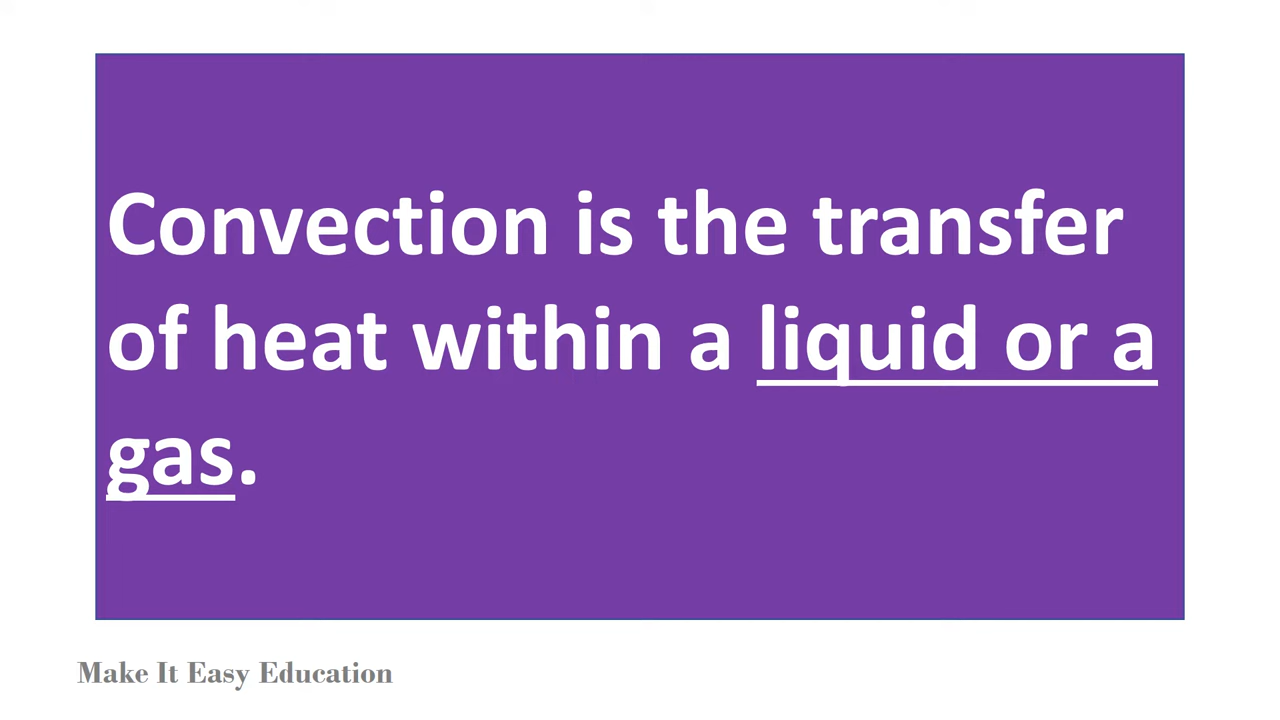 Convection is the transfer
of heat within a liquid or a
gas.
Make It Easy Education